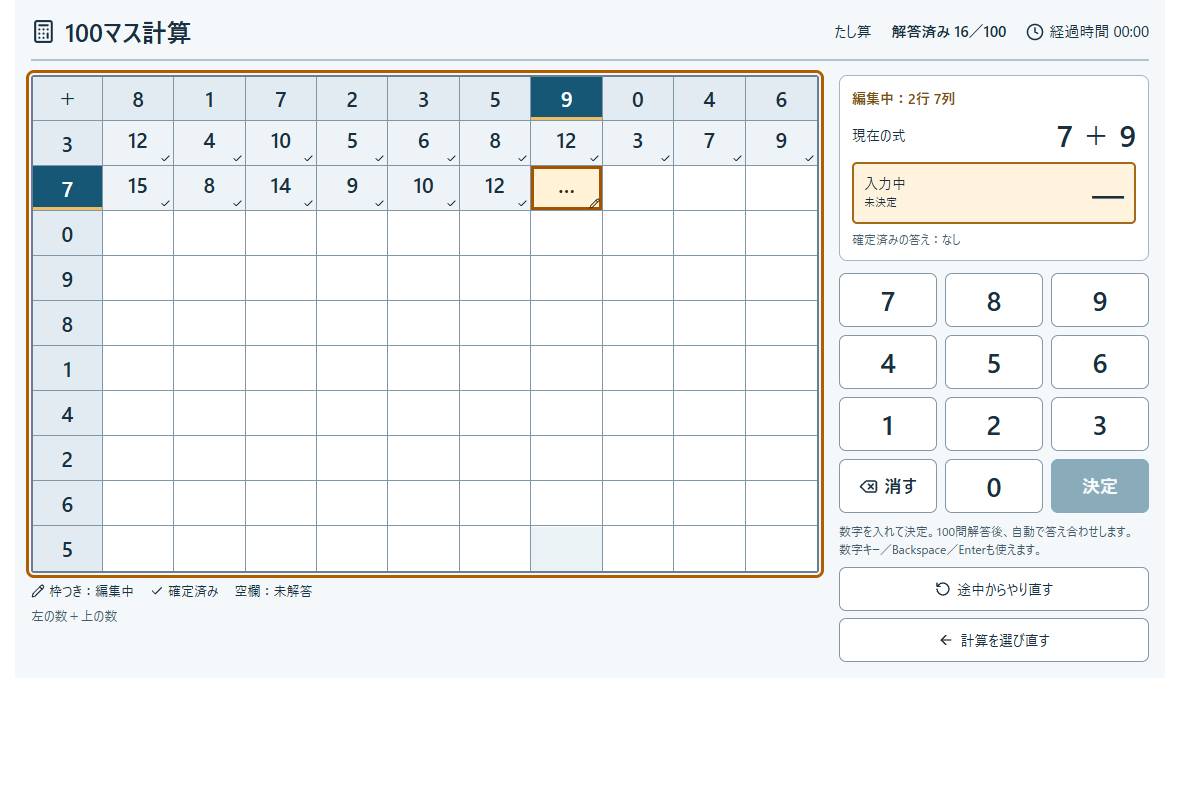 100マス計算
たし算 解答済み 16／100 経過時間 00:00
＋ 8 1 7 2 3 5 9 0 4 6
3 12 4 10 5 6 8 12 3 7 9
7 15 8 14 9 10 12 …
0
9
8
1
4
2
6
5
枠つき：編集中 確定済み 空欄：未解答
左の数＋上の数
編集中：2行 7列
現在の式 7 ＋ 9
入力中
未決定
—
確定済みの答え：なし
7 8 9
4 5 6
1 2 3
消す 0 決定
数字を入れて決定。100問解答後、自動で答え合わせします。
数字キー／Backspace／Enterも使えます。
途中からやり直す
計算を選び直す